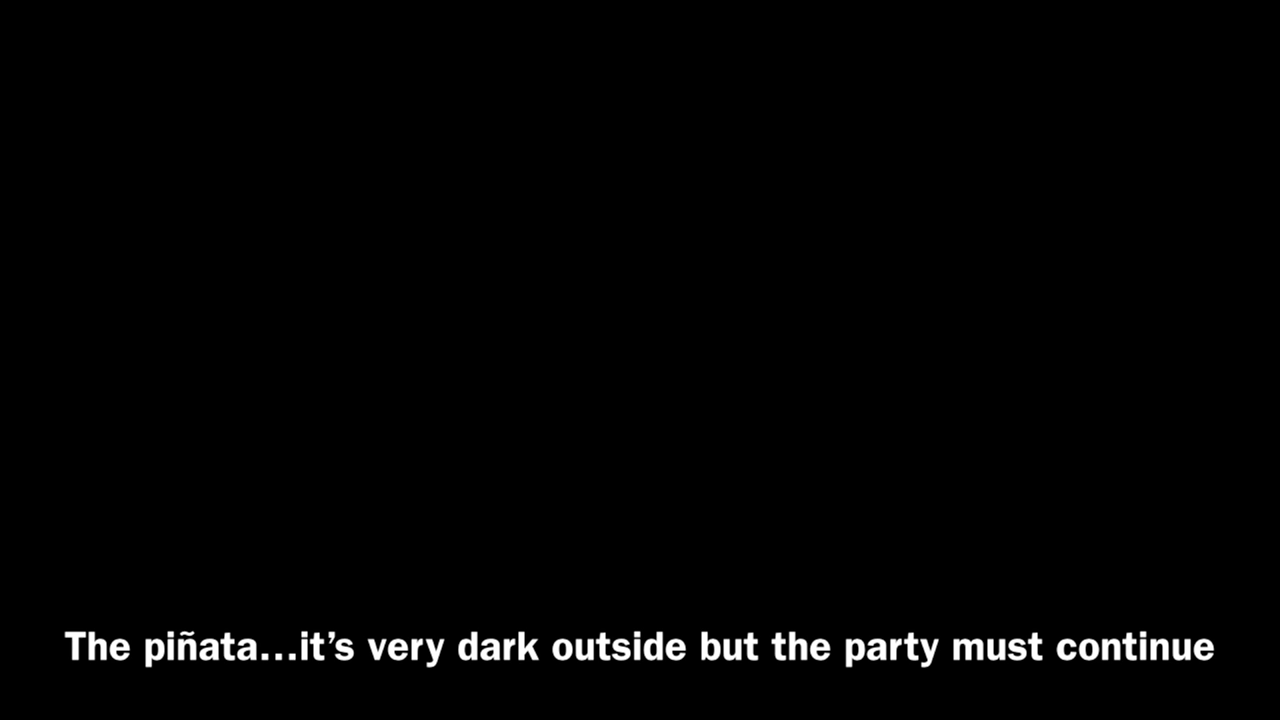 The piñata...it’s very dark outside but the party must continue